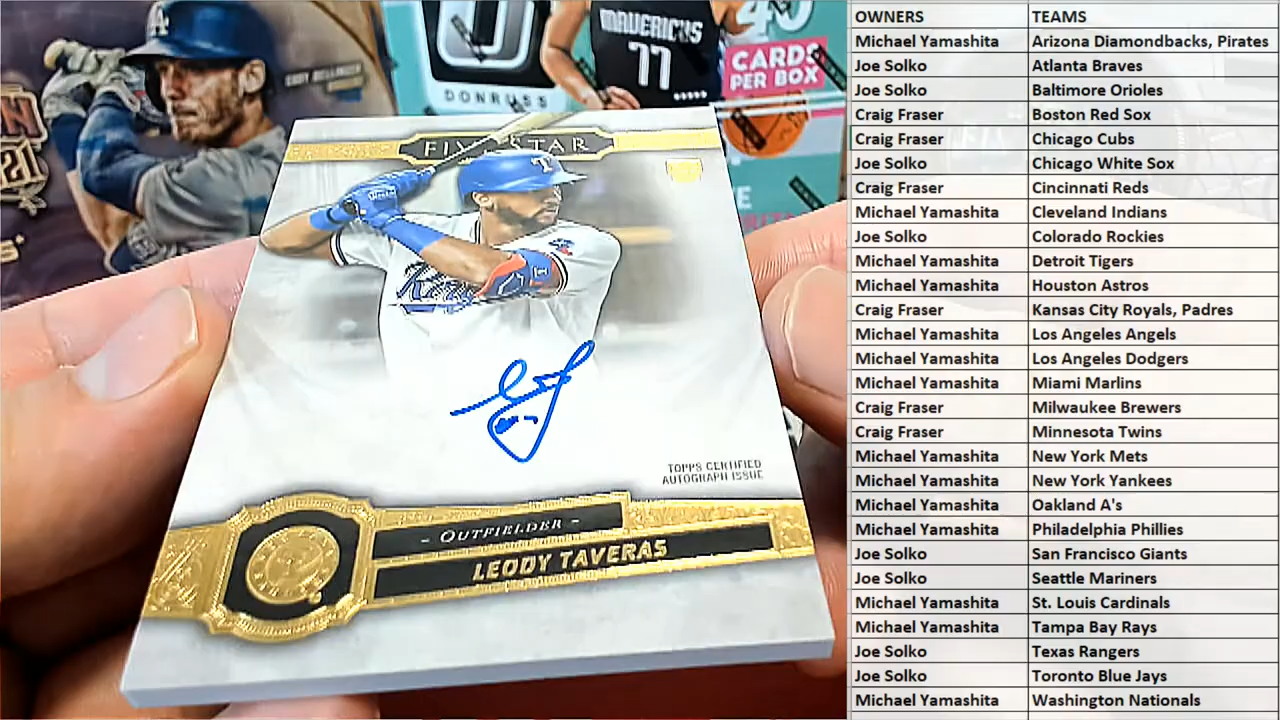 LA
CODY BELLINGER
21
DONRUSS
MAVERICKS
77
40
CARDS
PER BOX
FIVE STAR
T
TOPPS CERTIFIED
AUTOGRAPH ISSUE
- OUTFIELDER -
LEODY TAVERAS
OWNERS TEAMS
Michael Yamashita Arizona Diamondbacks, Pirates
Joe Solko Atlanta Braves
Joe Solko Baltimore Orioles
Craig Fraser Boston Red Sox
Craig Fraser Chicago Cubs
Joe Solko Chicago White Sox
Craig Fraser Cincinnati Reds
Michael Yamashita Cleveland Indians
Joe Solko Colorado Rockies
Michael Yamashita Detroit Tigers
Michael Yamashita Houston Astros
Craig Fraser Kansas City Royals, Padres
Michael Yamashita Los Angeles Angels
Michael Yamashita Los Angeles Dodgers
Michael Yamashita Miami Marlins
Craig Fraser Milwaukee Brewers
Craig Fraser Minnesota Twins
Michael Yamashita New York Mets
Michael Yamashita New York Yankees
Michael Yamashita Oakland A's
Michael Yamashita Philadelphia Phillies
Joe Solko San Francisco Giants
Joe Solko Seattle Mariners
Michael Yamashita St. Louis Cardinals
Michael Yamashita Tampa Bay Rays
Joe Solko Texas Rangers
Joe Solko Toronto Blue Jays
Michael Yamashita Washington Nationals